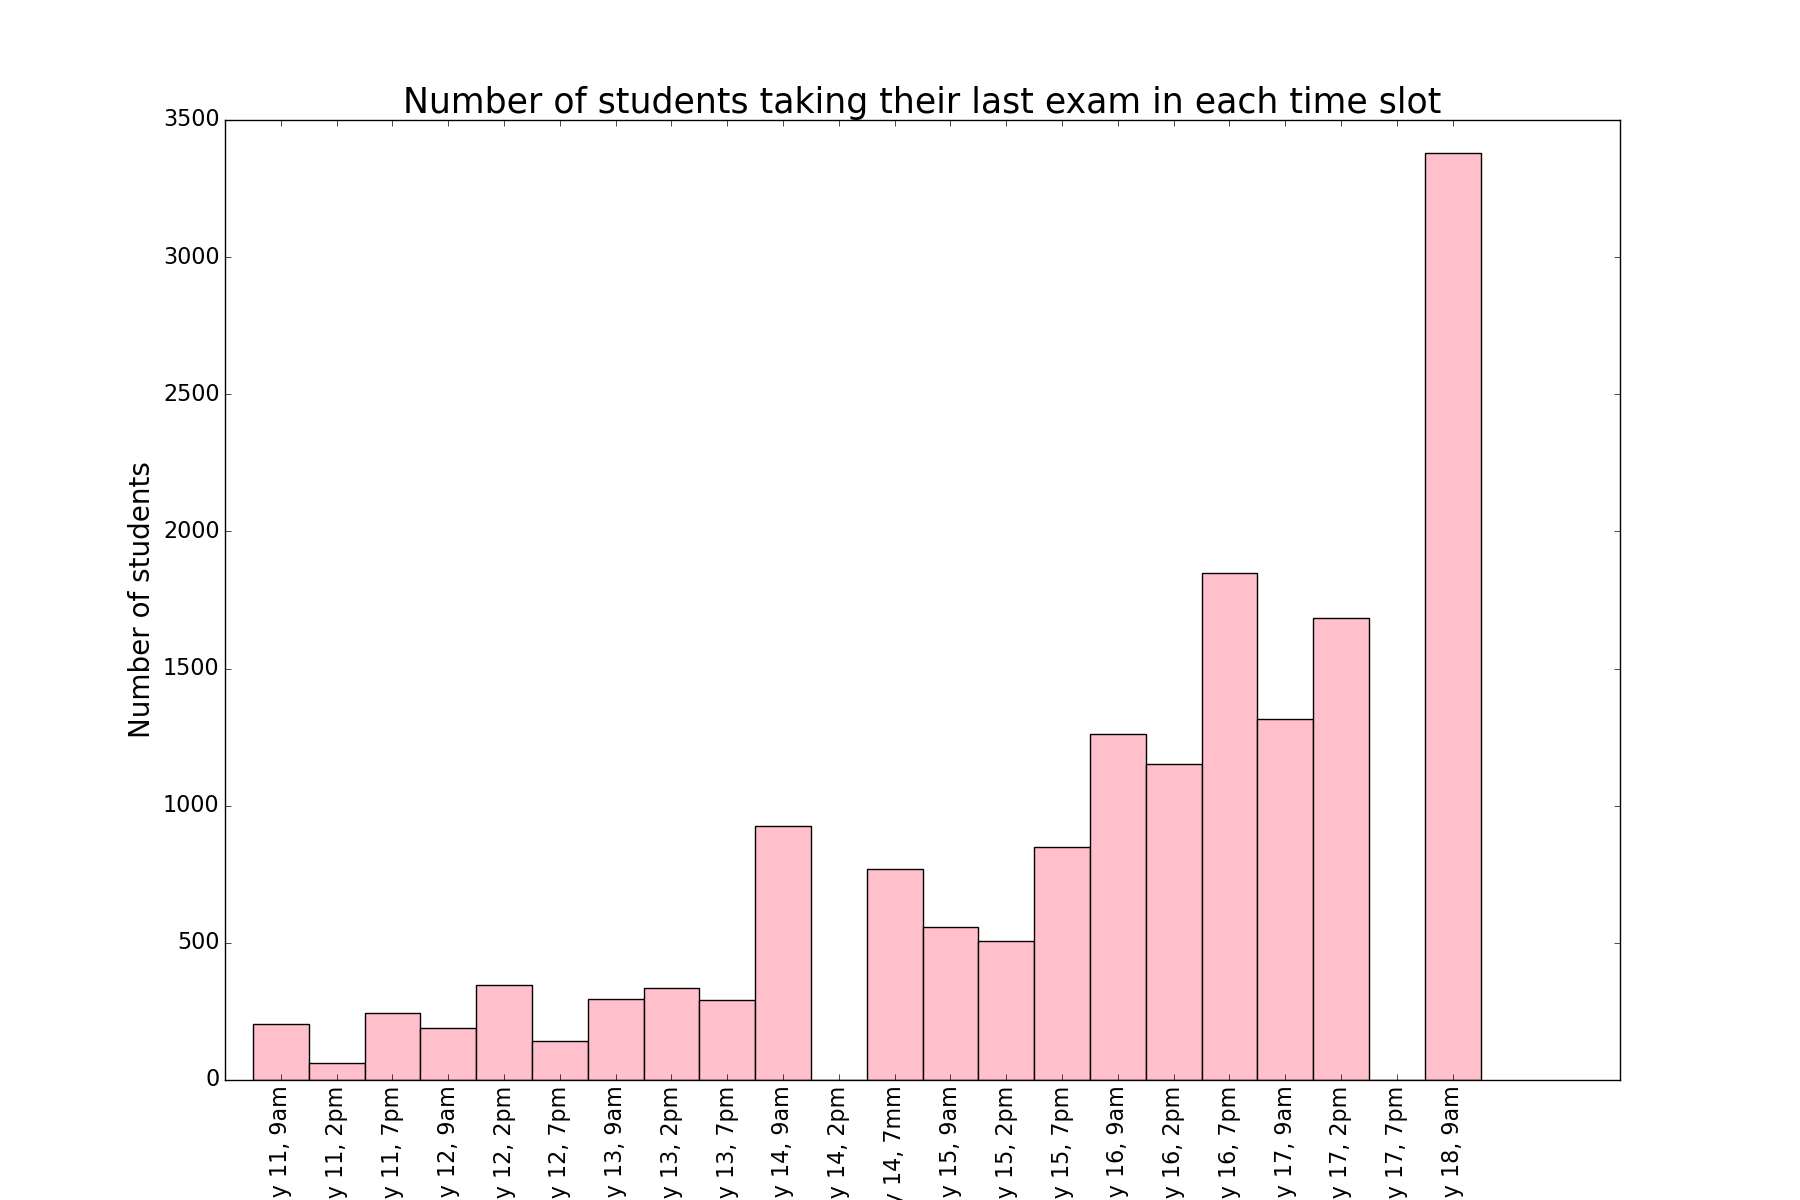 Number of students taking their last exam in each time slot
Number of students
3500
3000
2500
2000
1500
1000
500
0
y 11, 9am
y 11, 2pm
y 11, 7pm
y 12, 9am
y 12, 2pm
y 12, 7pm
y 13, 9am
y 13, 2pm
y 13, 7pm
y 14, 9am
y 14, 2pm
y 14, 7mm
y 15, 9am
y 15, 2pm
y 15, 7pm
y 16, 9am
y 16, 2pm
y 16, 7pm
y 17, 9am
y 17, 2pm
y 17, 7pm
y 18, 9am